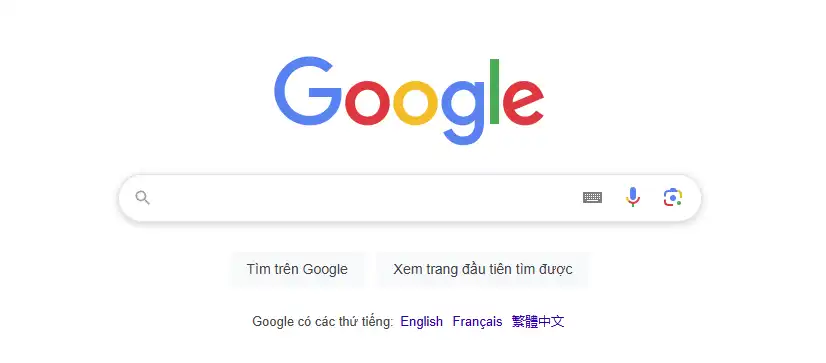 Google
Tìm trên Google Xem trang đầu tiên tìm được
Google có các thứ tiếng: English Français 繁體中文